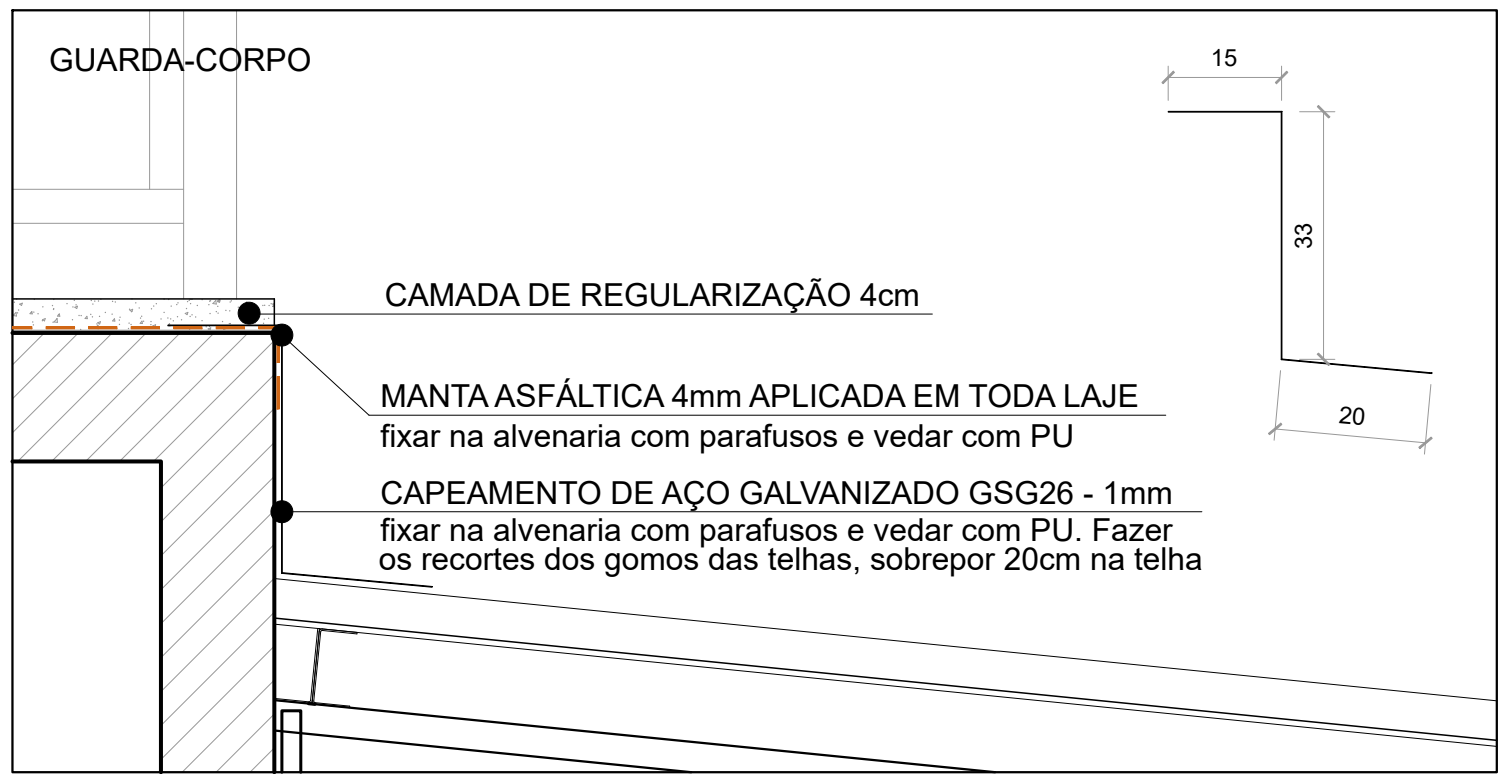 GUARDA-CORPO
15
33
20
CAMADA DE REGULARIZAÇÃO 4cm
MANTA ASFÁLTICA 4mm APLICADA EM TODA LAJE
fixar na alvenaria com parafusos e vedar com PU
CAPEAMENTO DE AÇO GALVANIZADO GSG26 - 1mm
fixar na alvenaria com parafusos e vedar com PU. Fazer
os recortes dos gomos das telhas, sobrepor 20cm na telha